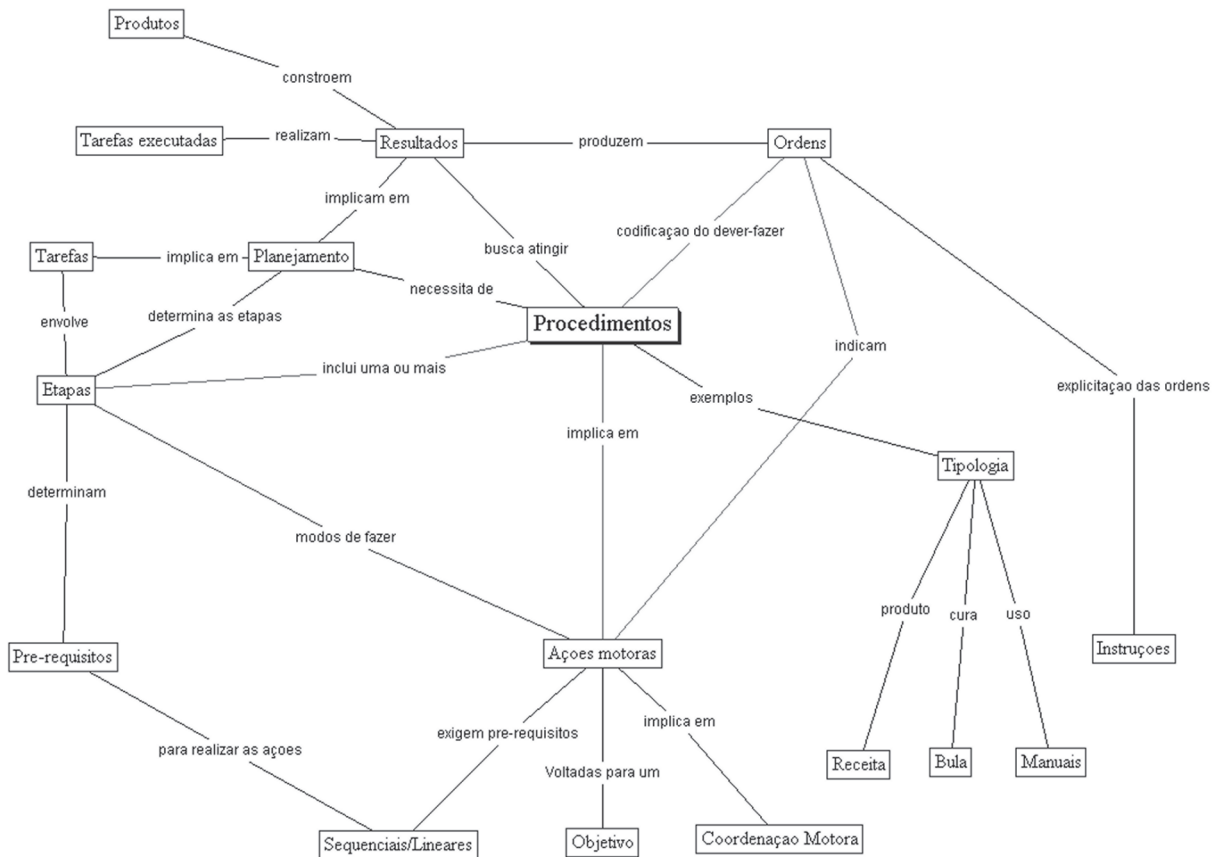 Produtos
constroem
Tarefas executadas
realizam
Resultados
produzem
Ordens
implicam em
codificaçao do dever-fazer
busca atingir
Tarefas
implica em
Planejamento
necessita de
envolve
determina as etapas
Procedimentos
indicam
inclui uma ou mais
Etapas
explicitaçao das ordens
exemplos
implica em
Tipologia
determinam
modos de fazer
produto
cura
uso
Pre-requisitos
Açoes motoras
Instruçoes
implica em
exigem pre-requisitos
para realizar as açoes
Voltadas para um
Receita
Bula
Manuais
Sequenciais/Lineares
Objetivo
Coordenaçao Motora